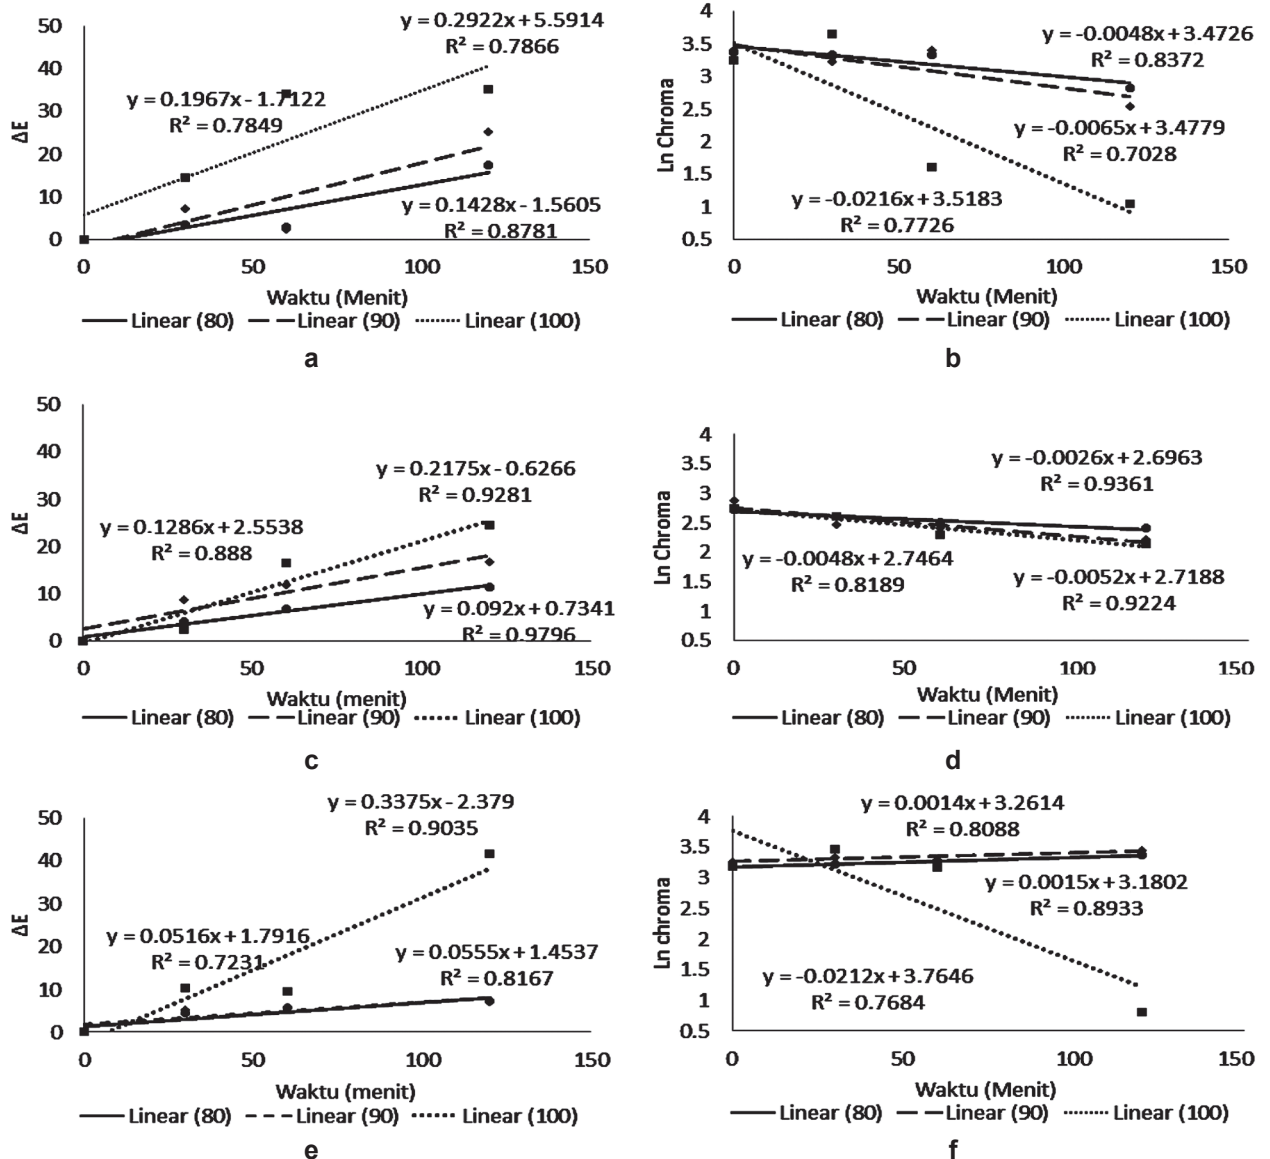 50
40
30
20
10
0
ΔE
y = 0.2922x + 5.5914
R² = 0.7866
y = 0.1967x - 1.7122
R² = 0.7849
y = 0.1428x - 1.5605
R² = 0.8781
0 50 100 150
Waktu (Menit)
Linear (80) Linear (90) Linear (100)
a
4
3.5
3
2.5
2
1.5
1
0.5
Ln Chroma
y = -0.0048x + 3.4726
R² = 0.8372
y = -0.0065x + 3.4779
R² = 0.7028
y = -0.0216x + 3.5183
R² = 0.7726
0 50 100 150
Waktu (Menit)
Linear (80) Linear (90) Linear (100)
b
50
40
30
20
10
0
ΔE
y = 0.2175x - 0.6266
R² = 0.9281
y = 0.1286x + 2.5538
R² = 0.888
y = 0.092x + 0.7341
R² = 0.9796
0 50 100 150
Waktu (menit)
Linear (80) Linear (90) Linear (100)
c
4
3.5
3
2.5
2
1.5
1
0.5
Ln Chroma
y = -0.0026x + 2.6963
R² = 0.9361
y = -0.0048x + 2.7464
R² = 0.8189
y = -0.0052x + 2.7188
R² = 0.9224
0 50 100 150
Waktu (Menit)
Linear (80) Linear (90) Linear (100)
d
50
40
30
20
10
0
ΔE
y = 0.3375x - 2.379
R² = 0.9035
y = 0.0516x + 1.7916
R² = 0.7231
y = 0.0555x + 1.4537
R² = 0.8167
0 50 100 150
Waktu (menit)
Linear (80) Linear (90) Linear (100)
e
4
3.5
3
2.5
2
1.5
1
0.5
Ln chroma
y = 0.0014x + 3.2614
R² = 0.8088
y = 0.0015x + 3.1802
R² = 0.8933
y = -0.0212x + 3.7646
R² = 0.7684
0 50 100 150
Waktu (Menit)
Linear (80) Linear (90) Linear (100)
f